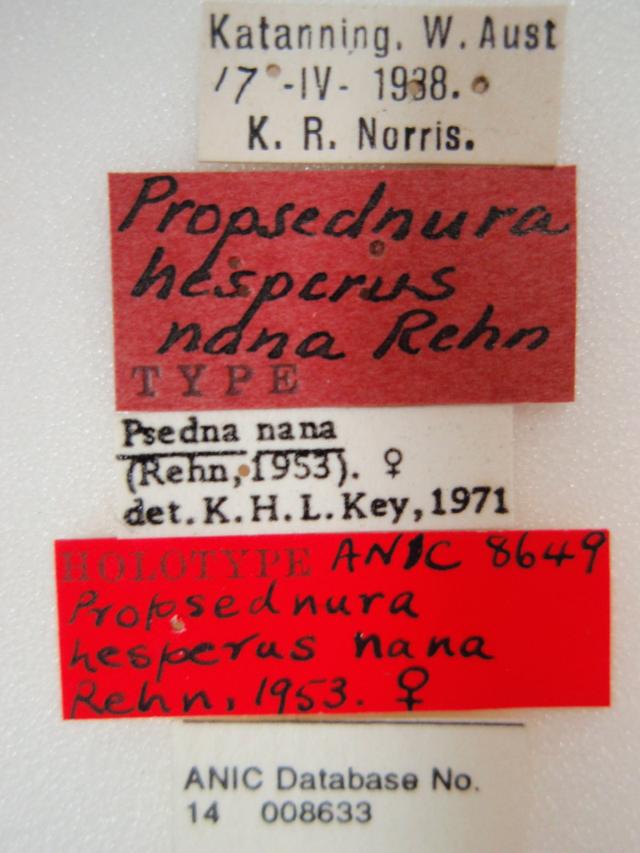 Katanning. W. Aust
17 -IV- 1938.
K. R. Norris.
Propsednura
hesperus
nana Rehn
TYPE
Psedna nana
(Rehn, 1953). ♀
det. K. H. L. Key, 1971
HOLOTYPE ANIC 8649
Propsednura
hesperus nana
Rehn, 1953. ♀
ANIC Database No.
14 008633